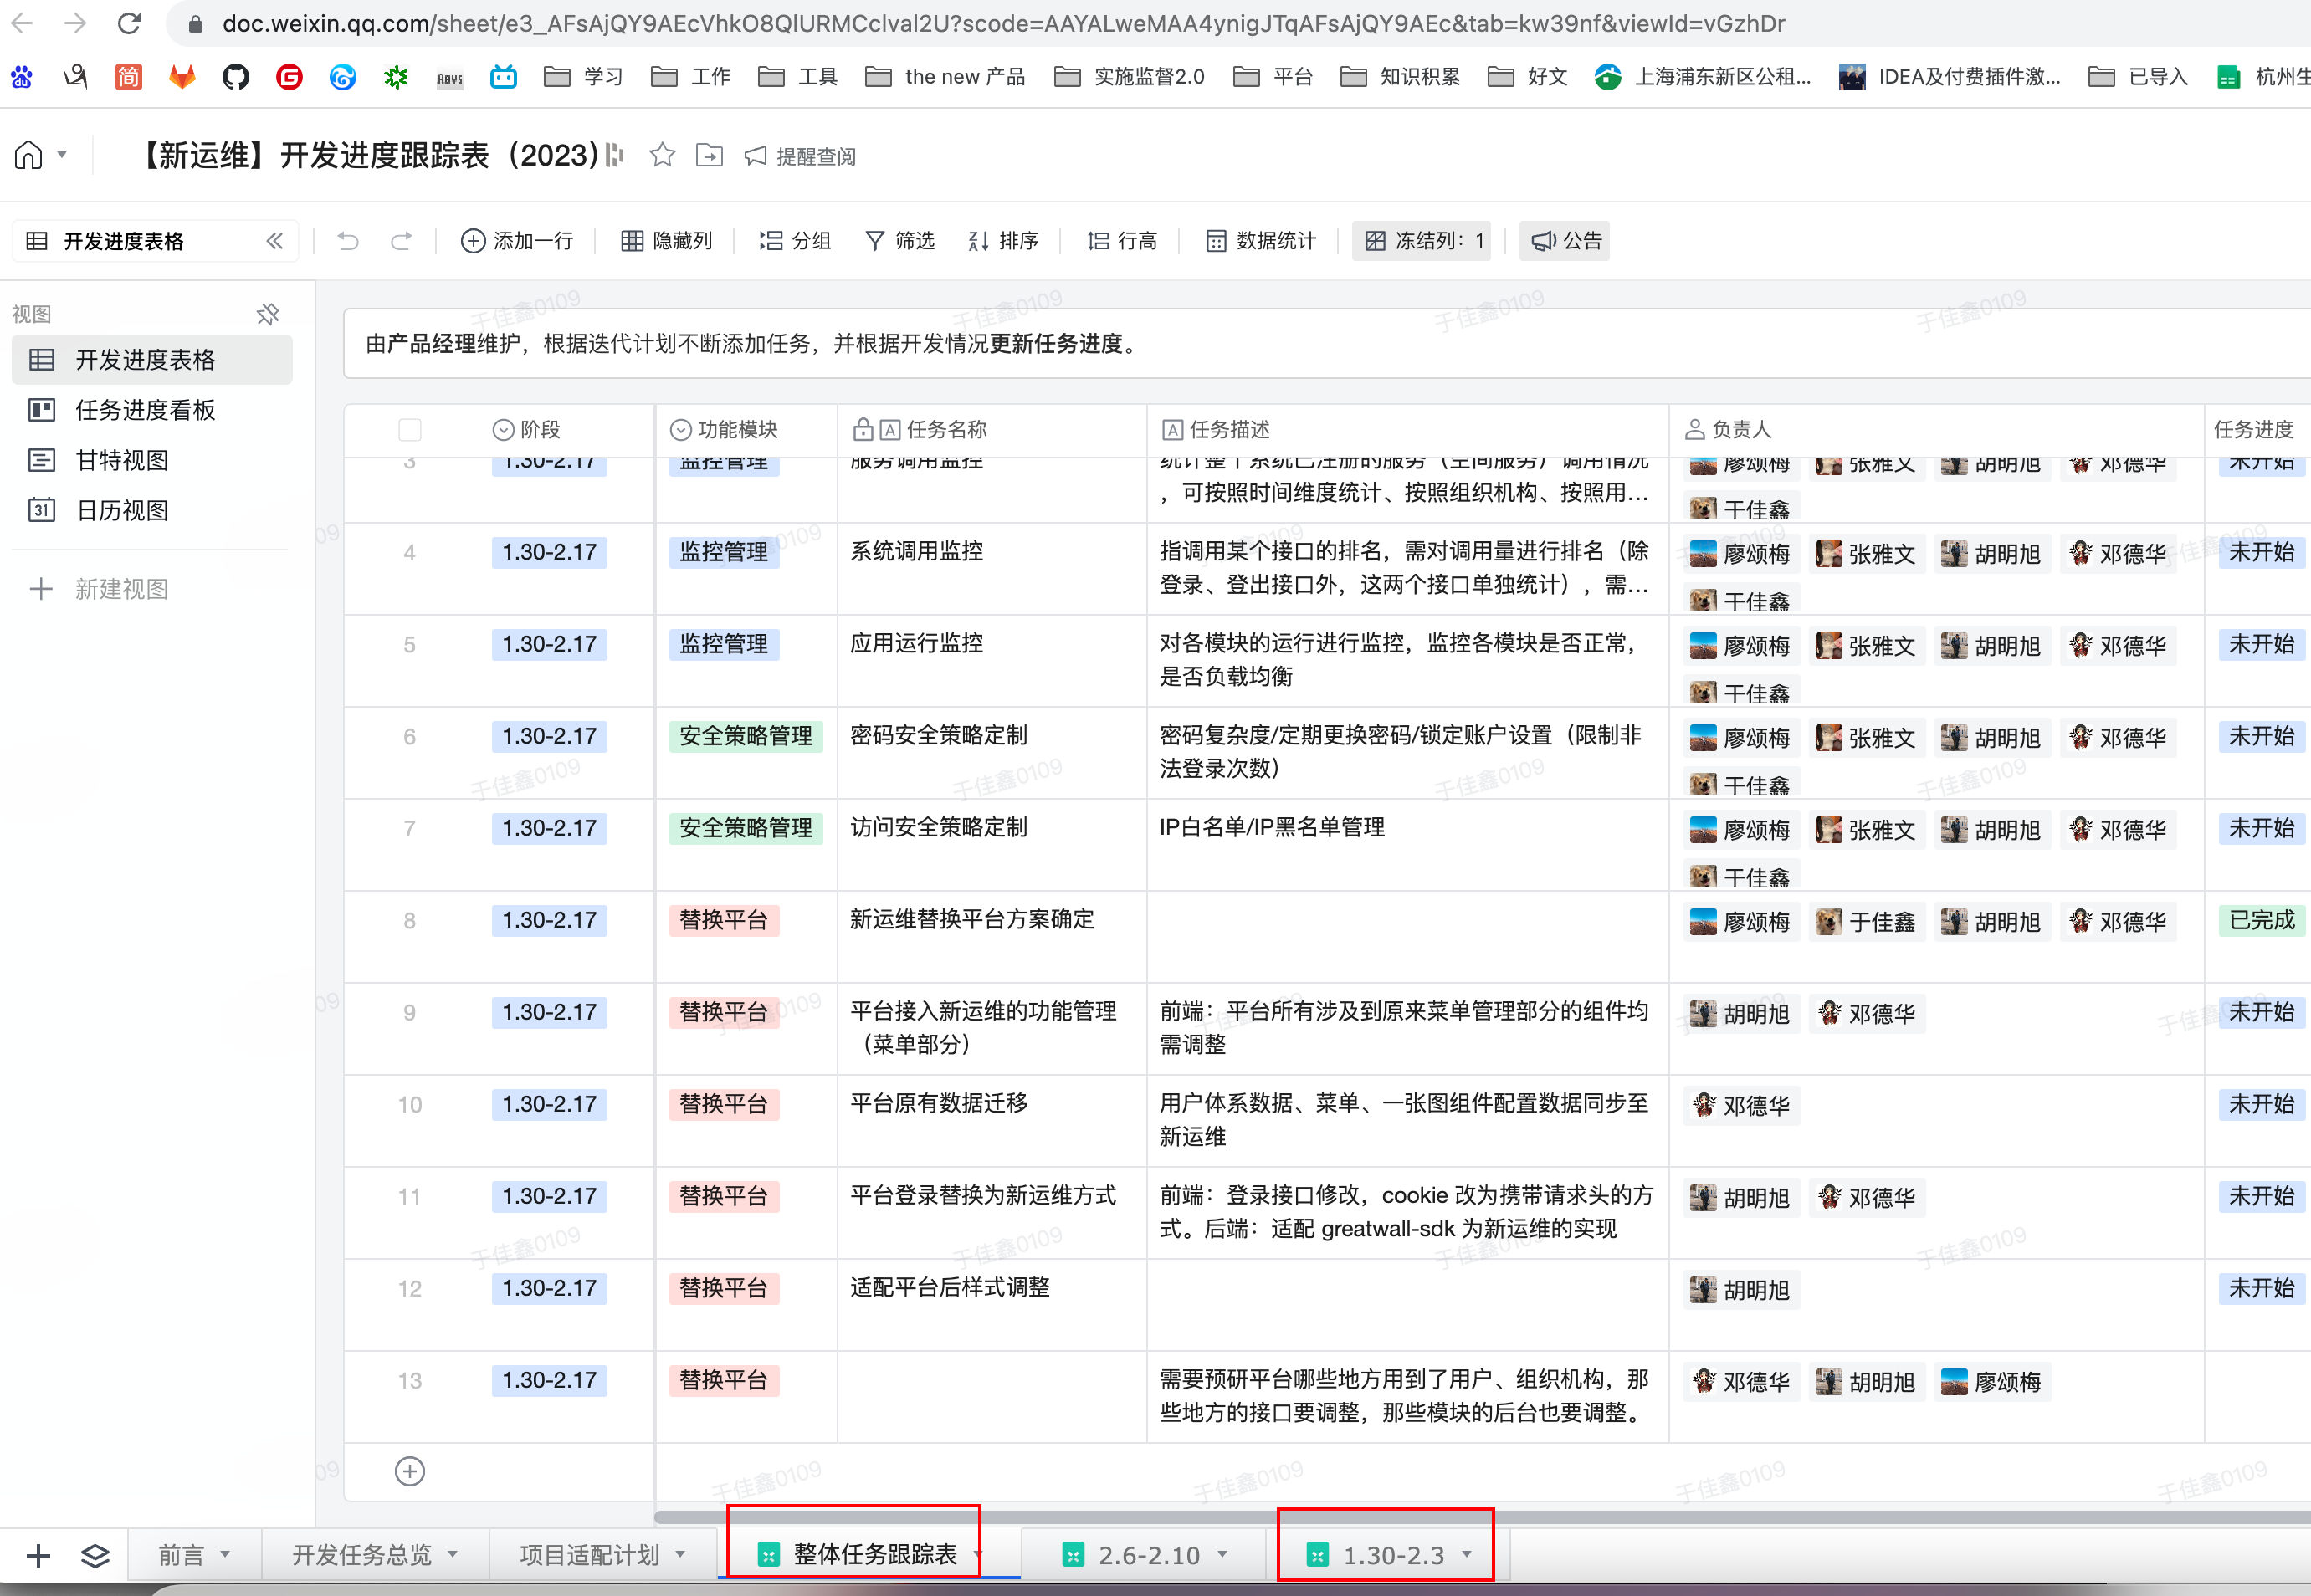 doc.weixin.qq.com/sheet/e3_AFsAjQY9AEcVhkO8QlURMCclval2U?scode=AAYALweMAA4ynigJTqAFsAjQY9AEc&tab=kw39nf&viewId=vGzhDr
简 学习 工作 工具 the new 产品 实施监督2.0 平台 知识积累 好文 上海浦东新区公租... IDEA及付费插件激... 已导入 杭州生
【新运维】开发进度跟踪表（2023） 提醒查阅
开发进度表格 添加一行 隐藏列 分组 筛选 排序 行高 数据统计 冻结列：1 公告
视图
开发进度表格
任务进度看板
甘特视图
31 日历视图
新建视图
由产品经理维护，根据迭代计划不断添加任务，并根据开发情况更新任务进度。
阶段 功能模块 任务名称 任务描述 负责人 任务进度
3 1.30-2.17 监控管理 服务调用监控 统计整个系统已注册的服务（空间服务）调用情况 廖颂梅 张雅文 胡明旭 邓德华 未开始
，可按照时间维度统计、按照组织机构、按照用... 于佳鑫
4 1.30-2.17 监控管理 系统调用监控 指调用某个接口的排名，需对调用量进行排名（除 廖颂梅 张雅文 胡明旭 邓德华 未开始
登录、登出接口外，这两个接口单独统计），需... 于佳鑫
5 1.30-2.17 监控管理 应用运行监控 对各模块的运行进行监控，监控各模块是否正常， 廖颂梅 张雅文 胡明旭 邓德华 未开始
是否负载均衡 于佳鑫
6 1.30-2.17 安全策略管理 密码安全策略定制 密码复杂度/定期更换密码/锁定账户设置（限制非 廖颂梅 张雅文 胡明旭 邓德华 未开始
法登录次数） 于佳鑫
7 1.30-2.17 安全策略管理 访问安全策略定制 IP白名单/IP黑名单管理 廖颂梅 张雅文 胡明旭 邓德华 未开始
于佳鑫
8 1.30-2.17 替换平台 新运维替换平台方案确定 廖颂梅 于佳鑫 胡明旭 邓德华 已完成
9 1.30-2.17 替换平台 平台接入新运维的功能管理 前端：平台所有涉及到原来菜单管理部分的组件均 胡明旭 邓德华 未开始
（菜单部分） 需调整
10 1.30-2.17 替换平台 平台原有数据迁移 用户体系数据、菜单、一张图组件配置数据同步至 邓德华 未开始
新运维
11 1.30-2.17 替换平台 平台登录替换为新运维方式 前端：登录接口修改，cookie 改为携带请求头的方 胡明旭 邓德华 未开始
式。后端：适配 greatwall-sdk 为新运维的实现
12 1.30-2.17 替换平台 适配平台后样式调整 胡明旭 未开始
13 1.30-2.17 替换平台 需要预研平台哪些地方用到了用户、组织机构，那 邓德华 胡明旭 廖颂梅
些地方的接口要调整，那些模块的后台也要调整。
于佳鑫0109
前言 开发任务总览 项目适配计划 整体任务跟踪表 2.6-2.10 1.30-2.3